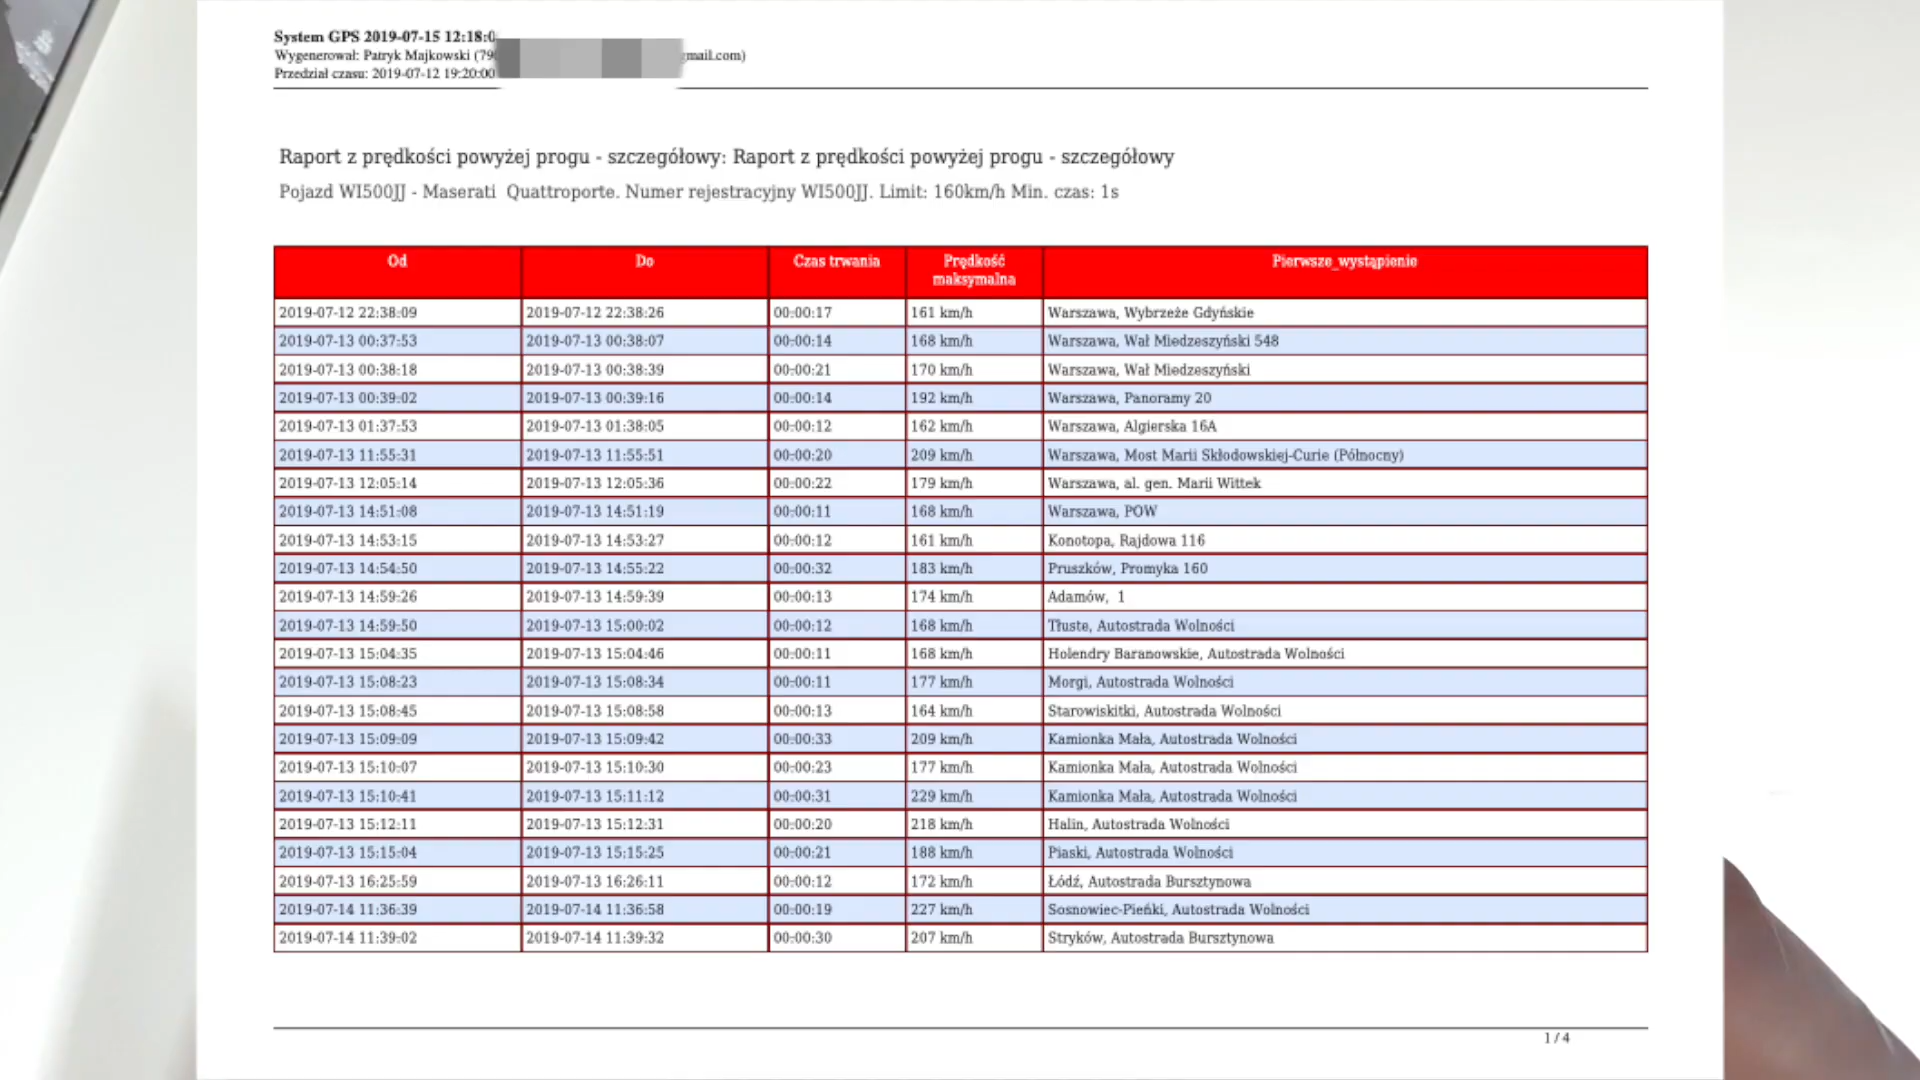 System GPS 2019-07-15 12:18:0
Wygenerował: Patryk Majkowski (79 mail.com)
Przedział czasu: 2019-07-12 19:20:00
Raport z prędkości powyżej progu - szczegółowy: Raport z prędkości powyżej progu - szczegółowy
Pojazd WI500JJ - Maserati Quattroporte. Numer rejestracyjny WI500JJ. Limit: 160km/h Min. czas: 1s
Od Do Czas trwania Prędkość maksymalna Pierwsze_wystąpienie
2019-07-12 22:38:09 2019-07-12 22:38:26 00:00:17 161 km/h Warszawa, Wybrzeże Gdyńskie
2019-07-13 00:37:53 2019-07-13 00:38:07 00:00:14 168 km/h Warszawa, Wał Miedzeszyński 548
2019-07-13 00:38:18 2019-07-13 00:38:39 00:00:21 170 km/h Warszawa, Wał Miedzeszyński
2019-07-13 00:39:02 2019-07-13 00:39:16 00:00:14 192 km/h Warszawa, Panoramy 20
2019-07-13 01:37:53 2019-07-13 01:38:05 00:00:12 162 km/h Warszawa, Algierska 16A
2019-07-13 11:55:31 2019-07-13 11:55:51 00:00:20 209 km/h Warszawa, Most Marii Skłodowskiej-Curie (Północny)
2019-07-13 12:05:14 2019-07-13 12:05:36 00:00:22 179 km/h Warszawa, al. gen. Marii Wittek
2019-07-13 14:51:08 2019-07-13 14:51:19 00:00:11 168 km/h Warszawa, POW
2019-07-13 14:53:15 2019-07-13 14:53:27 00:00:12 161 km/h Konotopa, Rajdowa 116
2019-07-13 14:54:50 2019-07-13 14:55:22 00:00:32 183 km/h Pruszków, Promyka 160
2019-07-13 14:59:26 2019-07-13 14:59:39 00:00:13 174 km/h Adamów, 1
2019-07-13 14:59:50 2019-07-13 15:00:02 00:00:12 168 km/h Tłuste, Autostrada Wolności
2019-07-13 15:04:35 2019-07-13 15:04:46 00:00:11 168 km/h Holendry Baranowskie, Autostrada Wolności
2019-07-13 15:08:23 2019-07-13 15:08:34 00:00:11 177 km/h Morgi, Autostrada Wolności
2019-07-13 15:08:45 2019-07-13 15:08:58 00:00:13 164 km/h Starowiskitki, Autostrada Wolności
2019-07-13 15:09:09 2019-07-13 15:09:42 00:00:33 209 km/h Kamionka Mała, Autostrada Wolności
2019-07-13 15:10:07 2019-07-13 15:10:30 00:00:23 177 km/h Kamionka Mała, Autostrada Wolności
2019-07-13 15:10:41 2019-07-13 15:11:12 00:00:31 229 km/h Kamionka Mała, Autostrada Wolności
2019-07-13 15:12:11 2019-07-13 15:12:31 00:00:20 218 km/h Halin, Autostrada Wolności
2019-07-13 15:15:04 2019-07-13 15:15:25 00:00:21 188 km/h Piaski, Autostrada Wolności
2019-07-13 16:25:59 2019-07-13 16:26:11 00:00:12 172 km/h Łódź, Autostrada Bursztynowa
2019-07-14 11:36:39 2019-07-14 11:36:58 00:00:19 227 km/h Sosnowiec-Pieńki, Autostrada Wolności
2019-07-14 11:39:02 2019-07-14 11:39:32 00:00:30 207 km/h Stryków, Autostrada Bursztynowa
1 / 4